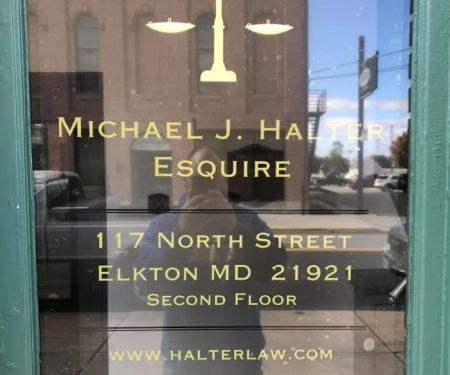 MICHAEL J. HALTER
ESQUIRE
117 NORTH STREET
ELKTON MD 21921
SECOND FLOOR
WWW.HALTERLAW.COM